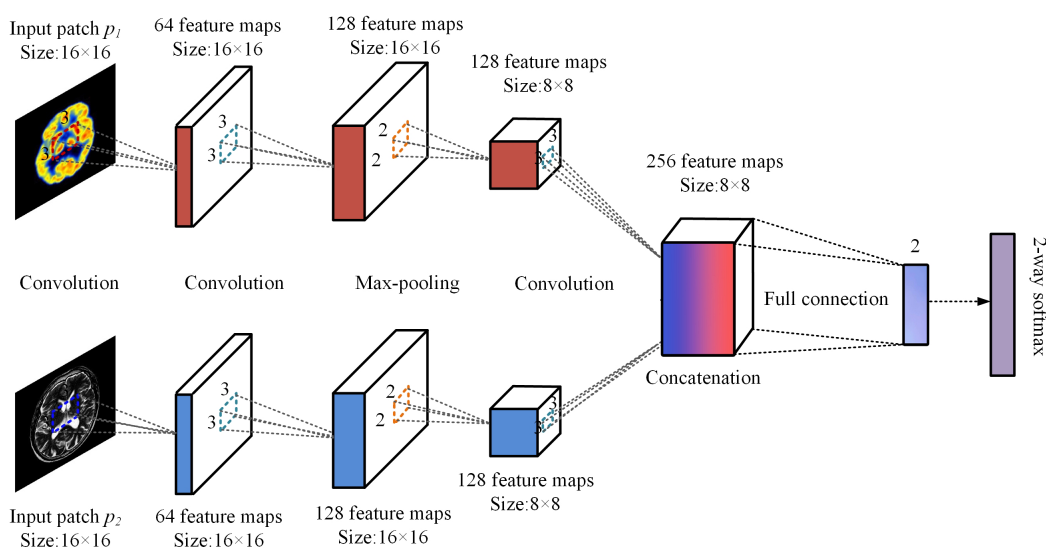 Input patch p1
Size:16×16
64 feature maps
Size:16×16
128 feature maps
Size:16×16
128 feature maps
Size:8×8
3
3
3
3
2
2
3
3
256 feature maps
Size:8×8
Convolution
Convolution
Max-pooling
Convolution
Concatenation
Full connection
2
2-way softmax
3
3
2
2
3
3
Input patch p2
Size:16×16
64 feature maps
Size:16×16
128 feature maps
Size:16×16
128 feature maps
Size:8×8